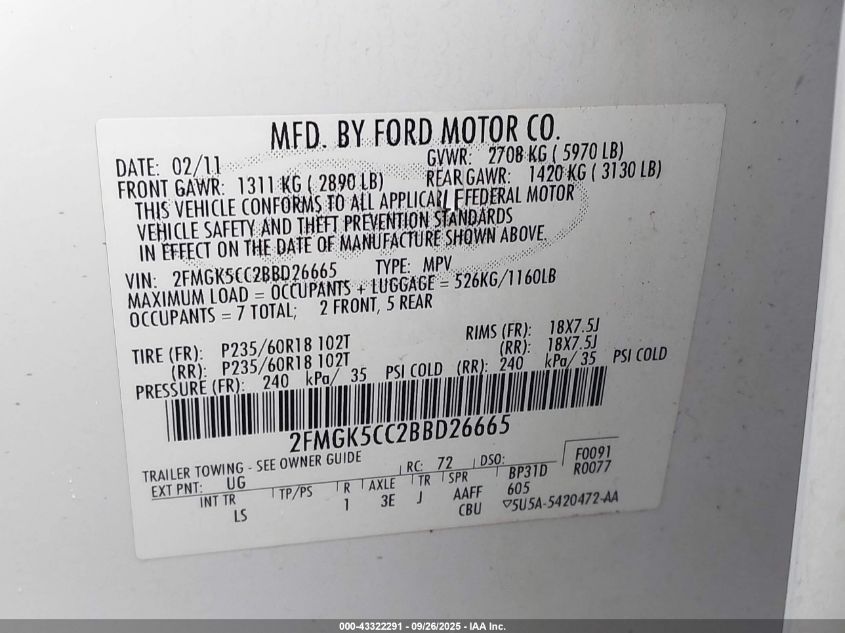 MFD. BY FORD MOTOR CO.
DATE: 02/11 GVWR: 2708 KG ( 5970 LB)
FRONT GAWR: 1311 KG ( 2890 LB) REAR GAWR: 1420 KG ( 3130 LB)
THIS VEHICLE CONFORMS TO ALL APPLICABLE FEDERAL MOTOR
VEHICLE SAFETY AND THEFT PREVENTION STANDARDS
IN EFFECT ON THE DATE OF MANUFACTURE SHOWN ABOVE.
VIN: 2FMGK5CC2BBD26665 TYPE: MPV
MAXIMUM LOAD = OCCUPANTS + LUGGAGE = 526KG/1160LB
OCCUPANTS = 7 TOTAL; 2 FRONT, 5 REAR
TIRE (FR): P235/60R18 102T RIMS (FR): 18X7.5J
(RR): P235/60R18 102T (RR): 18X7.5J
PRESSURE (FR): 240 kPa/ 35 PSI COLD (RR): 240 kPa/ 35 PSI COLD
2FMGK5CC2BBD26665
TRAILER TOWING - SEE OWNER GUIDE RC: 72 DSO: F0091
EXT PNT: UG R0077
INT TR TP/PS R AXLE TR SPR BP31D
LS 1 3E J AAFF 605
CBU 5U5A-5420472-AA
000-43322291 - 09/26/2025 - IAA Inc.